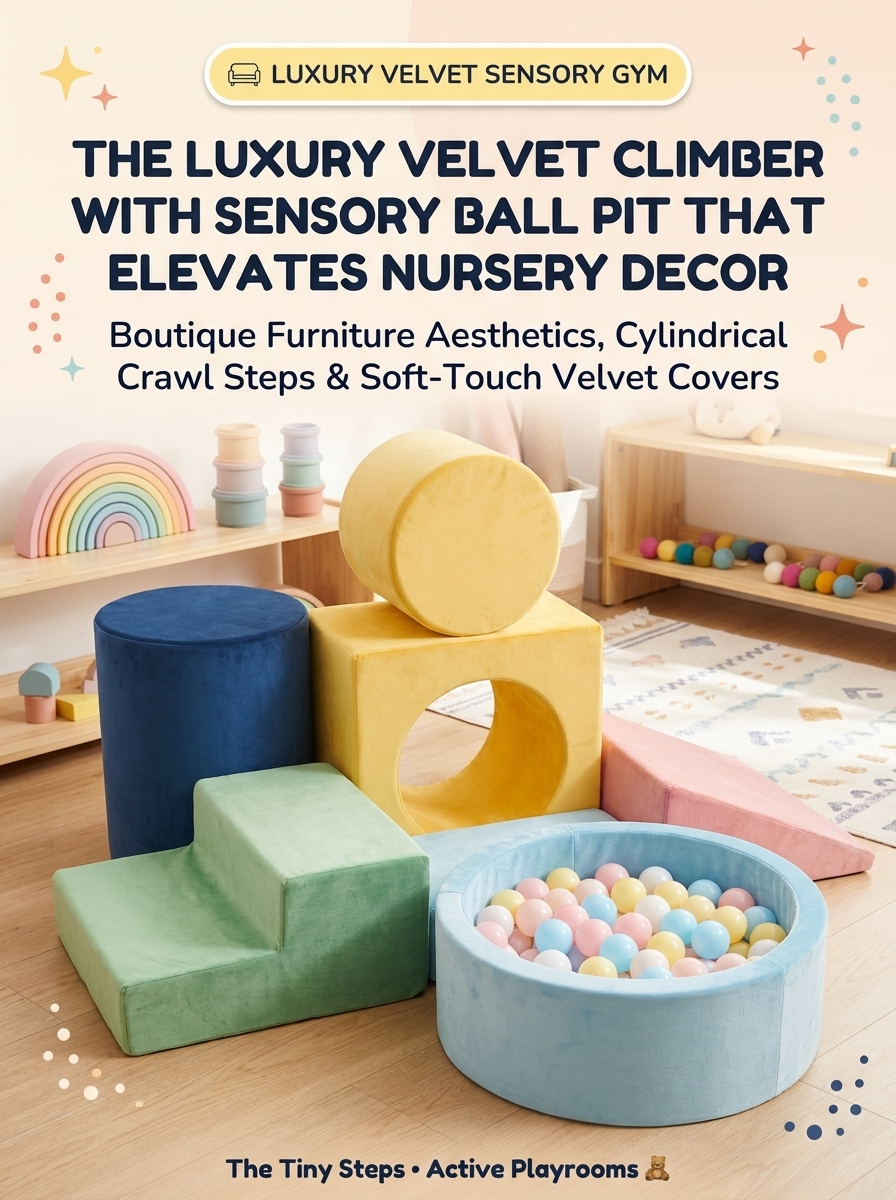 LUXURY VELVET SENSORY GYM
THE LUXURY VELVET CLIMBER
WITH SENSORY BALL PIT THAT
ELEVATES NURSERY DECOR
Boutique Furniture Aesthetics, Cylindrical
Crawl Steps & Soft-Touch Velvet Covers
The Tiny Steps • Active Playrooms 🧸